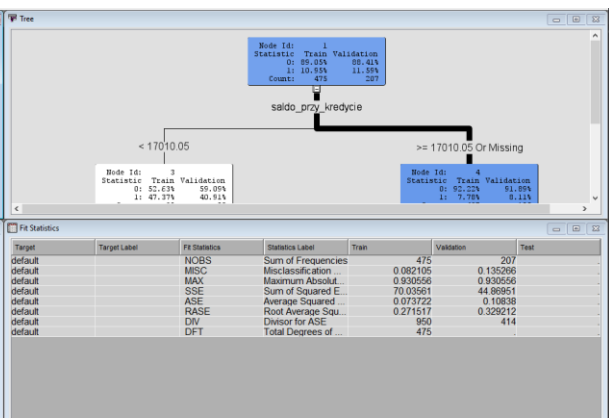 Tree
Node Id: 1
Statistic Train Validation
0: 89.05% 88.41%
1: 10.95% 11.59%
Count: 475 207
saldo_przy_kredycie
< 17010.05
>= 17010.05 Or Missing
Node Id: 3
Statistic Train Validation
0: 52.63% 59.09%
1: 47.37% 40.91%
Node Id: 4
Statistic Train Validation
0: 92.22% 91.89%
1: 7.78% 8.11%
Fit Statistics
Target Target Label Fit Statistics Statistics Label Train Validation Test
default NOBS Sum of Frequencies 475 207 .
default MISC Misclassification ... 0.082105 0.135266 .
default MAX Maximum Absolut... 0.930556 0.930556 .
default SSE Sum of Squared E... 70.03561 44.86951 .
default ASE Average Squared ... 0.073722 0.10838 .
default RASE Root Average Squ... 0.271517 0.329212 .
default DIV Divisor for ASE 950 414 .
default DFT Total Degrees of ... 475 . .